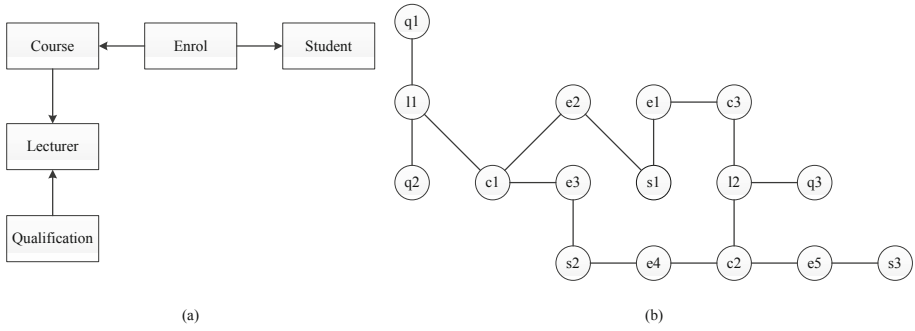 Course Enrol Student
Lecturer
Qualification
(a)
q1
l1 e2 e1 c3
q2 c1 e3 s1 l2 q3
s2 e4 c2 e5 s3
(b)